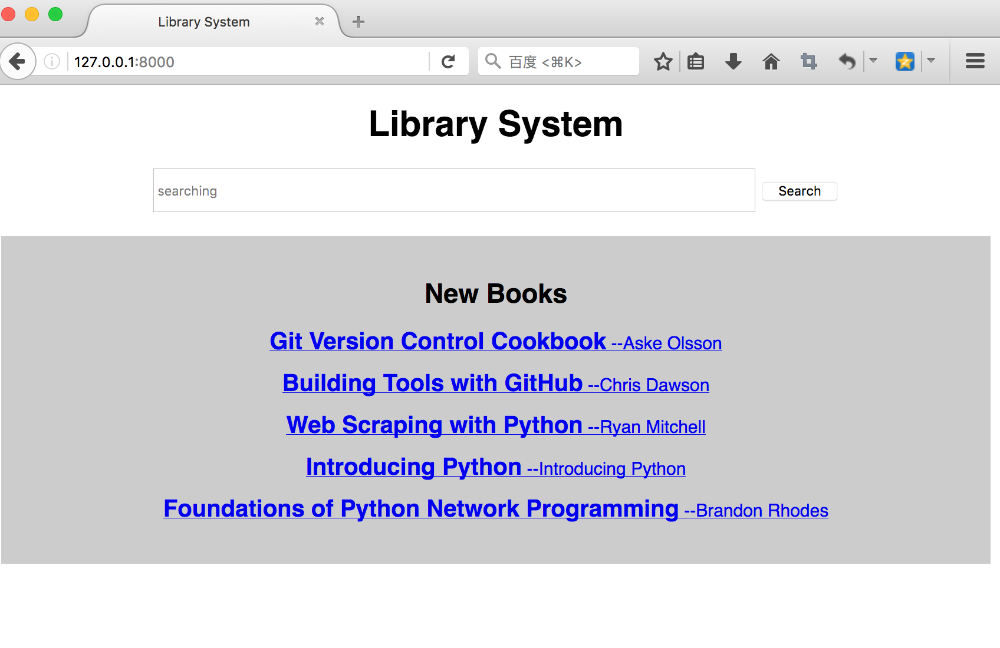 Library System
127.0.0.1:8000
百度 <⌘K>
Library System
searching
Search
New Books
Git Version Control Cookbook --Aske Olsson
Building Tools with GitHub --Chris Dawson
Web Scraping with Python --Ryan Mitchell
Introducing Python --Introducing Python
Foundations of Python Network Programming --Brandon Rhodes